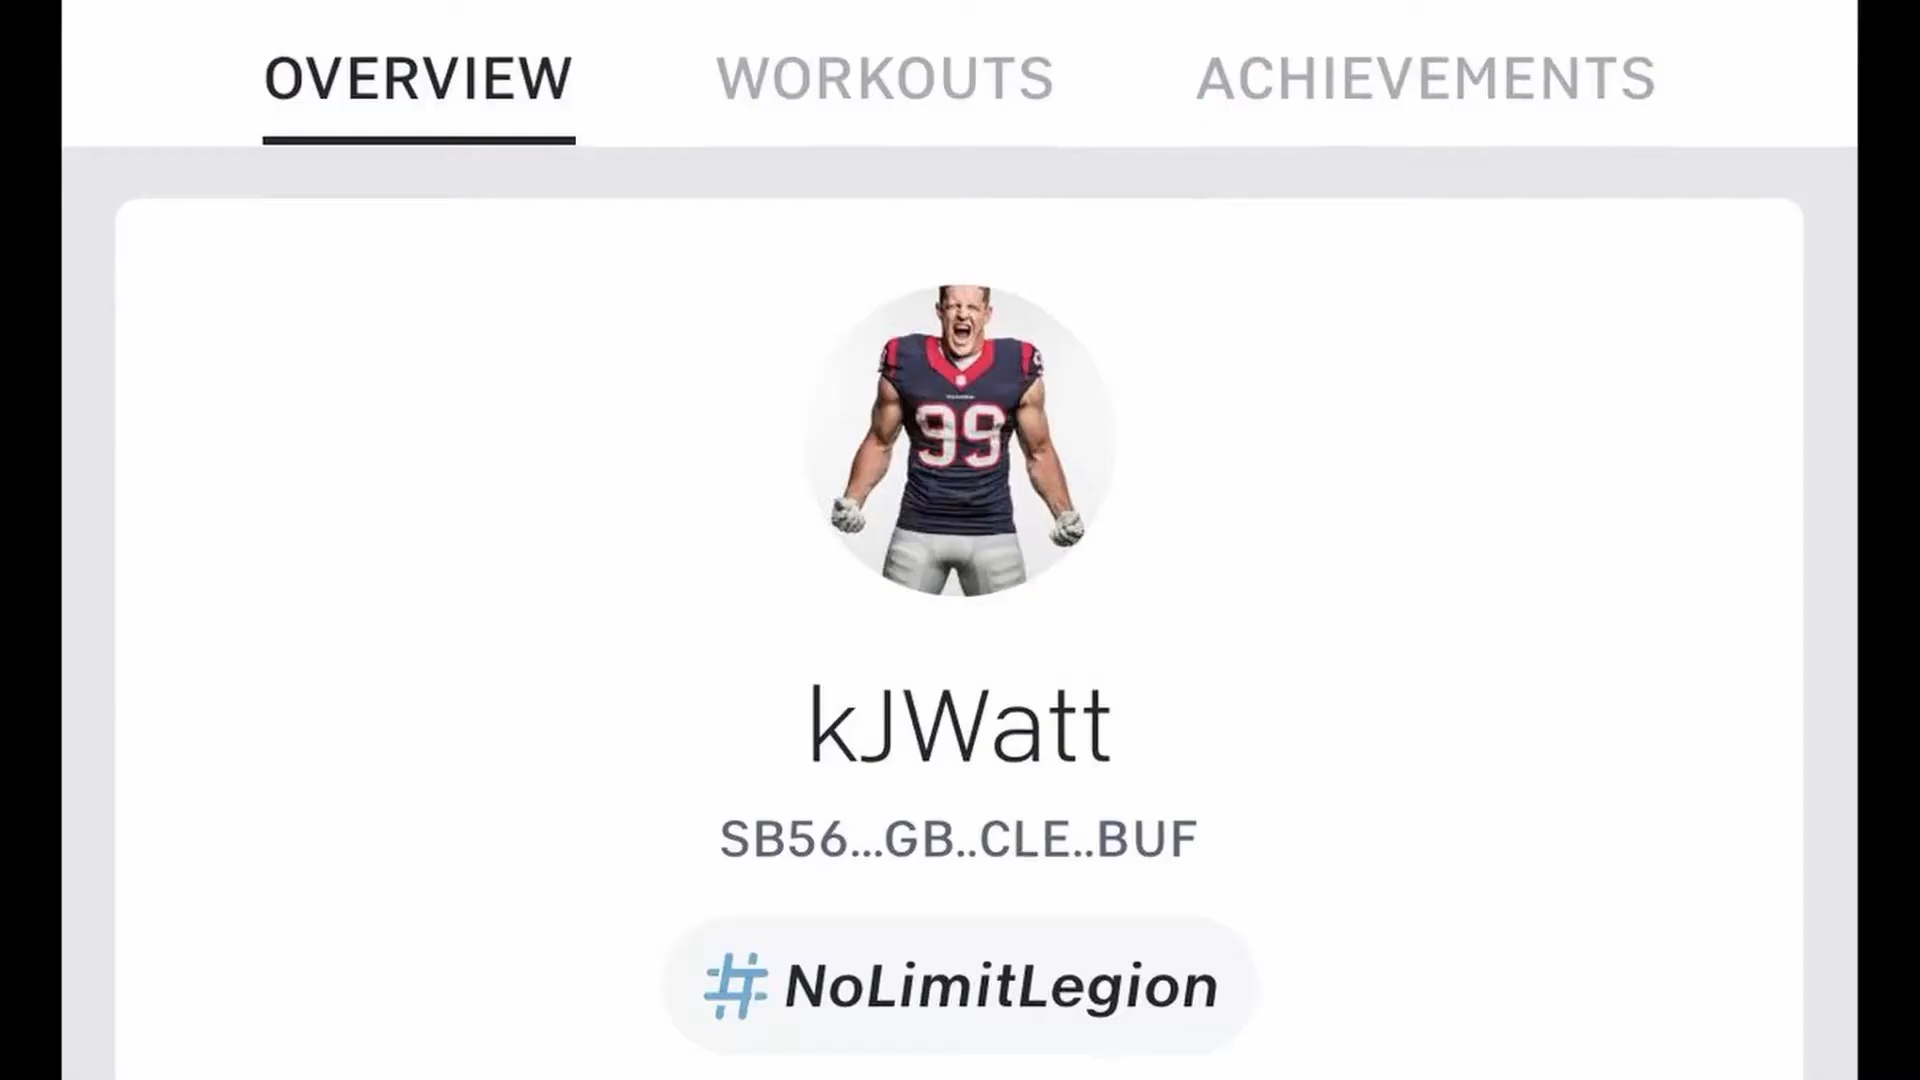 OVERVIEW WORKOUTS ACHIEVEMENTS
99
kJWatt
SB56...GB..CLE..BUF
#NoLimitLegion